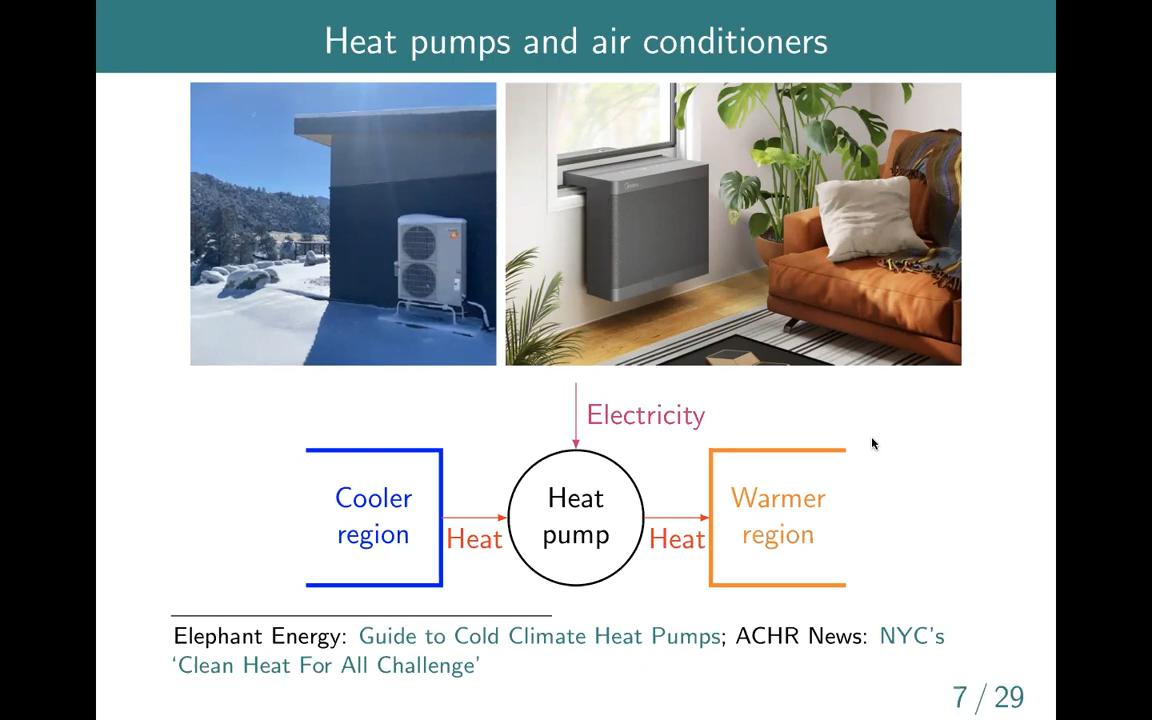 Heat pumps and air conditioners
Midea
Electricity
Cooler
region
Heat
Heat
pump
Heat
Warmer
region
Elephant Energy: Guide to Cold Climate Heat Pumps; ACHR News: NYC's
‘Clean Heat For All Challenge’
7 / 29